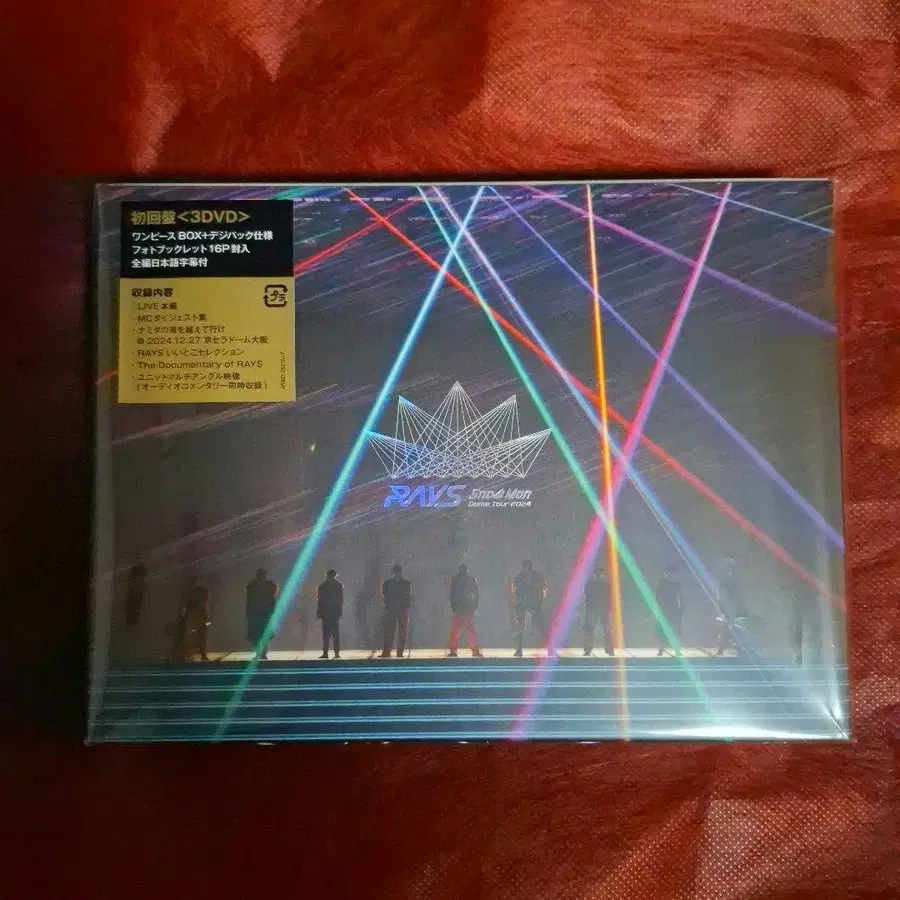 初回盤<3DVD>
ワンピースBOX+デジパック仕様
フォトブックレット16P封入
全編日本語字幕付
収録内容
プラ
・LIVE本編
・MCダイジェスト集
・ナミダの海を越えて行け
@ 2024.12.27 京セラドーム大阪
・RAYS いいとこセレクション
・The Documentary of RAYS
・ユニットマルチアングル映像
(オーディオコメンタリー同時収録)
RAYS Snow Man
Dome Tour 2024